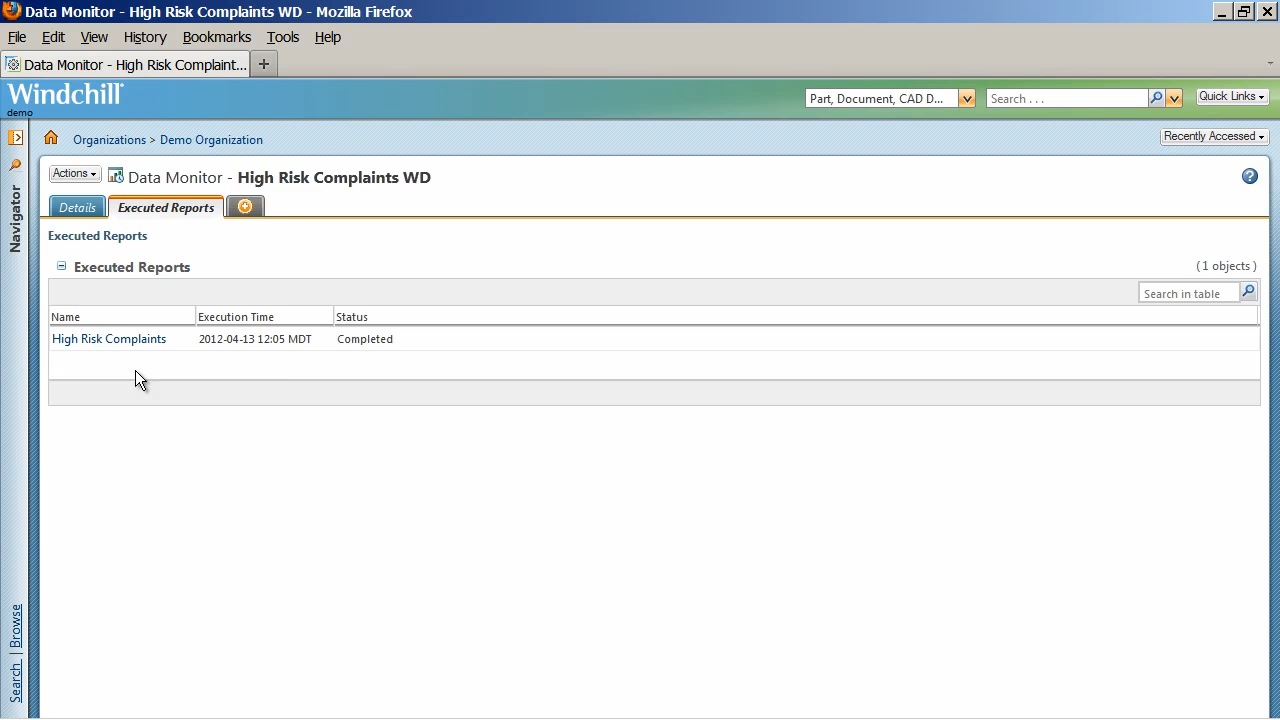 Data Monitor - High Risk Complaints WD - Mozilla Firefox
File Edit View History Bookmarks Tools Help
Data Monitor - High Risk Complaint...
Windchill
demo
Part, Document, CAD D...
Search . . .
Quick Links
Organizations > Demo Organization
Recently Accessed
Actions
Data Monitor - High Risk Complaints WD
Navigator
Details
Executed Reports
Executed Reports
Executed Reports
( 1 objects )
Search in table
Name Execution Time Status
High Risk Complaints 2012-04-13 12:05 MDT Completed
Search | Browse